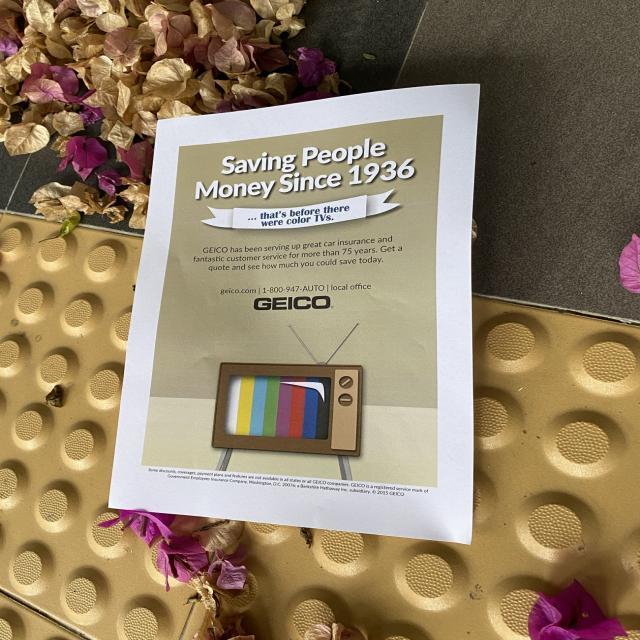 Saving People
Money Since 1936
... that's before there
were color TVs.
GEICO has been serving up great car insurance and
fantastic customer service for more than 75 years. Get a
quote and see how much you could save today.
geico.com | 1-800-947-AUTO | local office
GEICO
Some discounts, coverages, payment plans and features are not available in all states or all GEICO companies. GEICO is a registered service mark of
Government Employees Insurance Company, Washington, D.C. 20076; a Berkshire Hathaway Inc. subsidiary. © 2015 GEICO